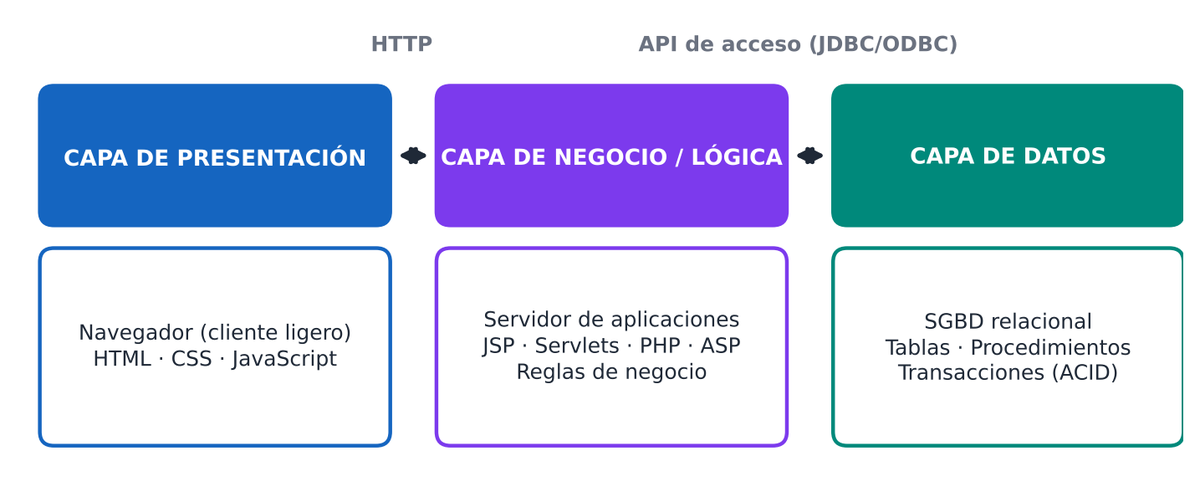 HTTP
API de acceso (JDBC/ODBC)
CAPA DE PRESENTACIÓN
CAPA DE NEGOCIO / LÓGICA
CAPA DE DATOS
Navegador (cliente ligero)
HTML · CSS · JavaScript
Servidor de aplicaciones
JSP · Servlets · PHP · ASP
Reglas de negocio
SGBD relacional
Tablas · Procedimientos
Transacciones (ACID)